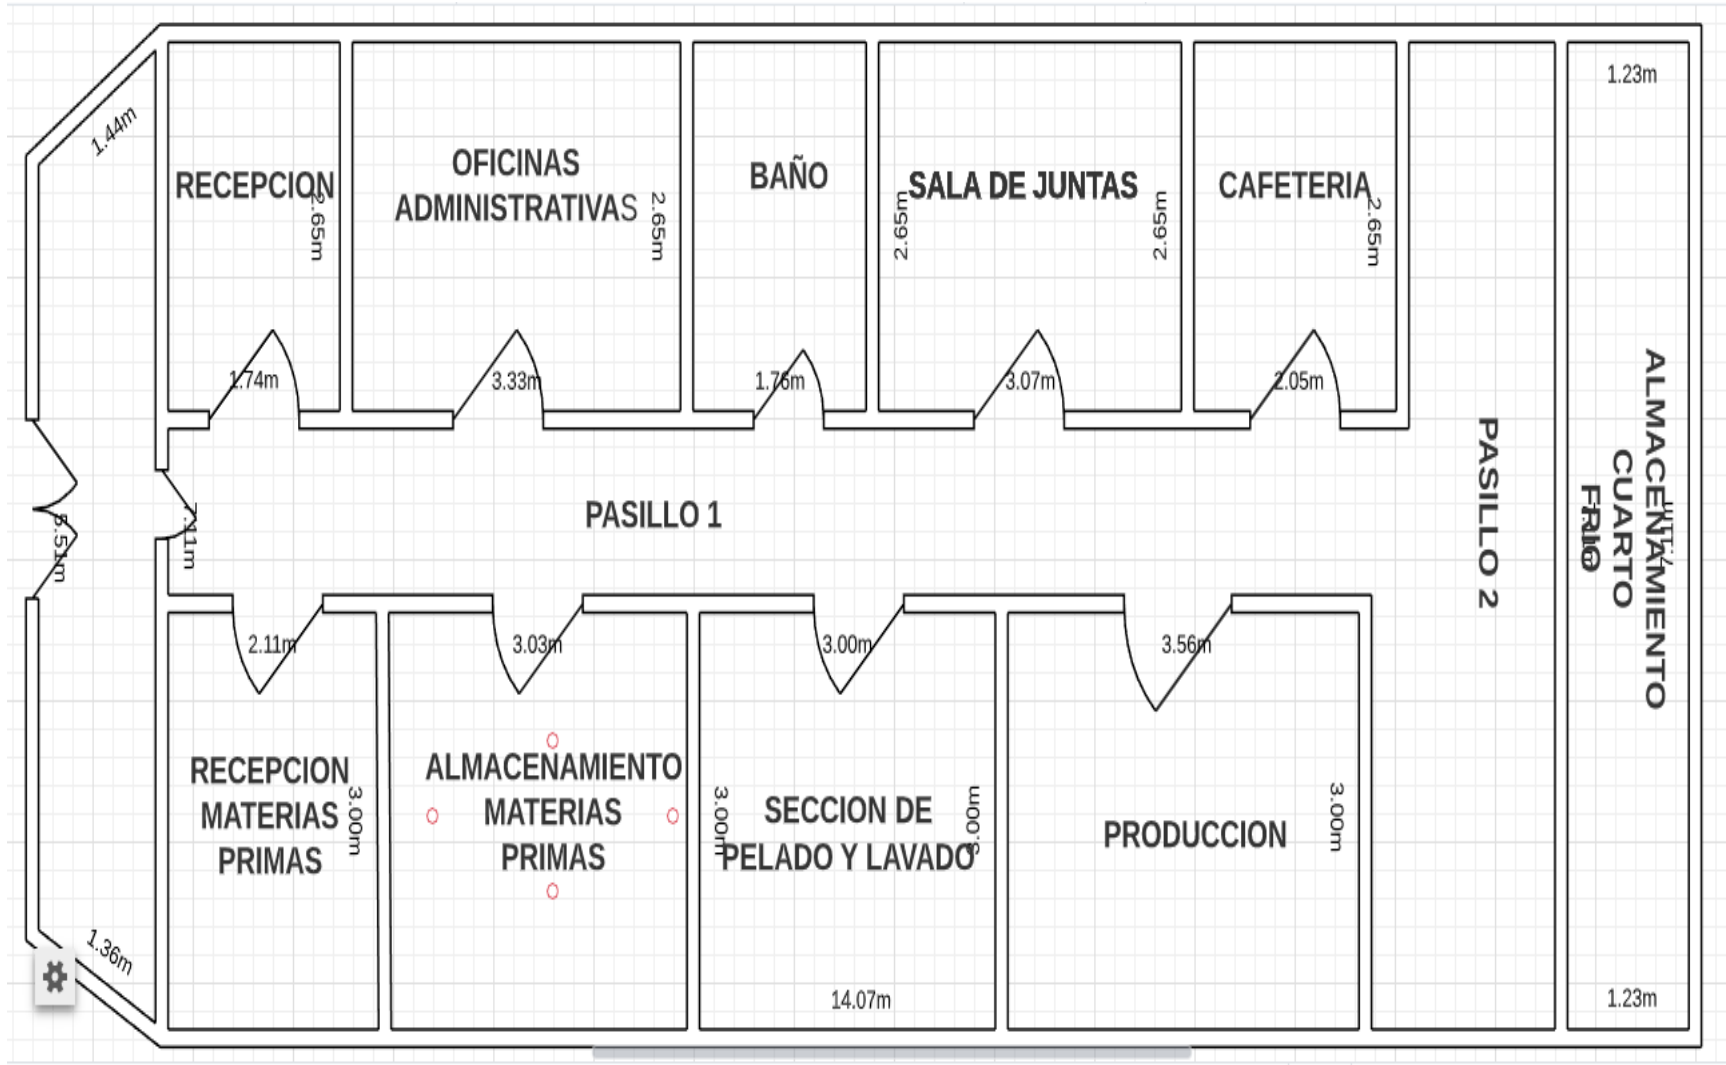 1.23m
1.44m
RECEPCION
2.65m
OFICINAS
ADMINISTRATIVAS
2.65m
BAÑO
2.65m
SALA DE JUNTAS
2.65m
CAFETERIA
2.65m
1.74m
3.33m
1.76m
3.07m
2.05m
5.51m
7.11m
PASILLO 1
PASILLO 2
ALMACENAMIENTO
CUARTO
FRIO
2.11m
3.03m
3.00m
3.56m
RECEPCION
MATERIAS
PRIMAS
3.00m
ALMACENAMIENTO
MATERIAS
PRIMAS
3.00m
SECCION DE
PELADO Y LAVADO
3.00m
PRODUCCION
3.00m
1.36m
14.07m
1.23m